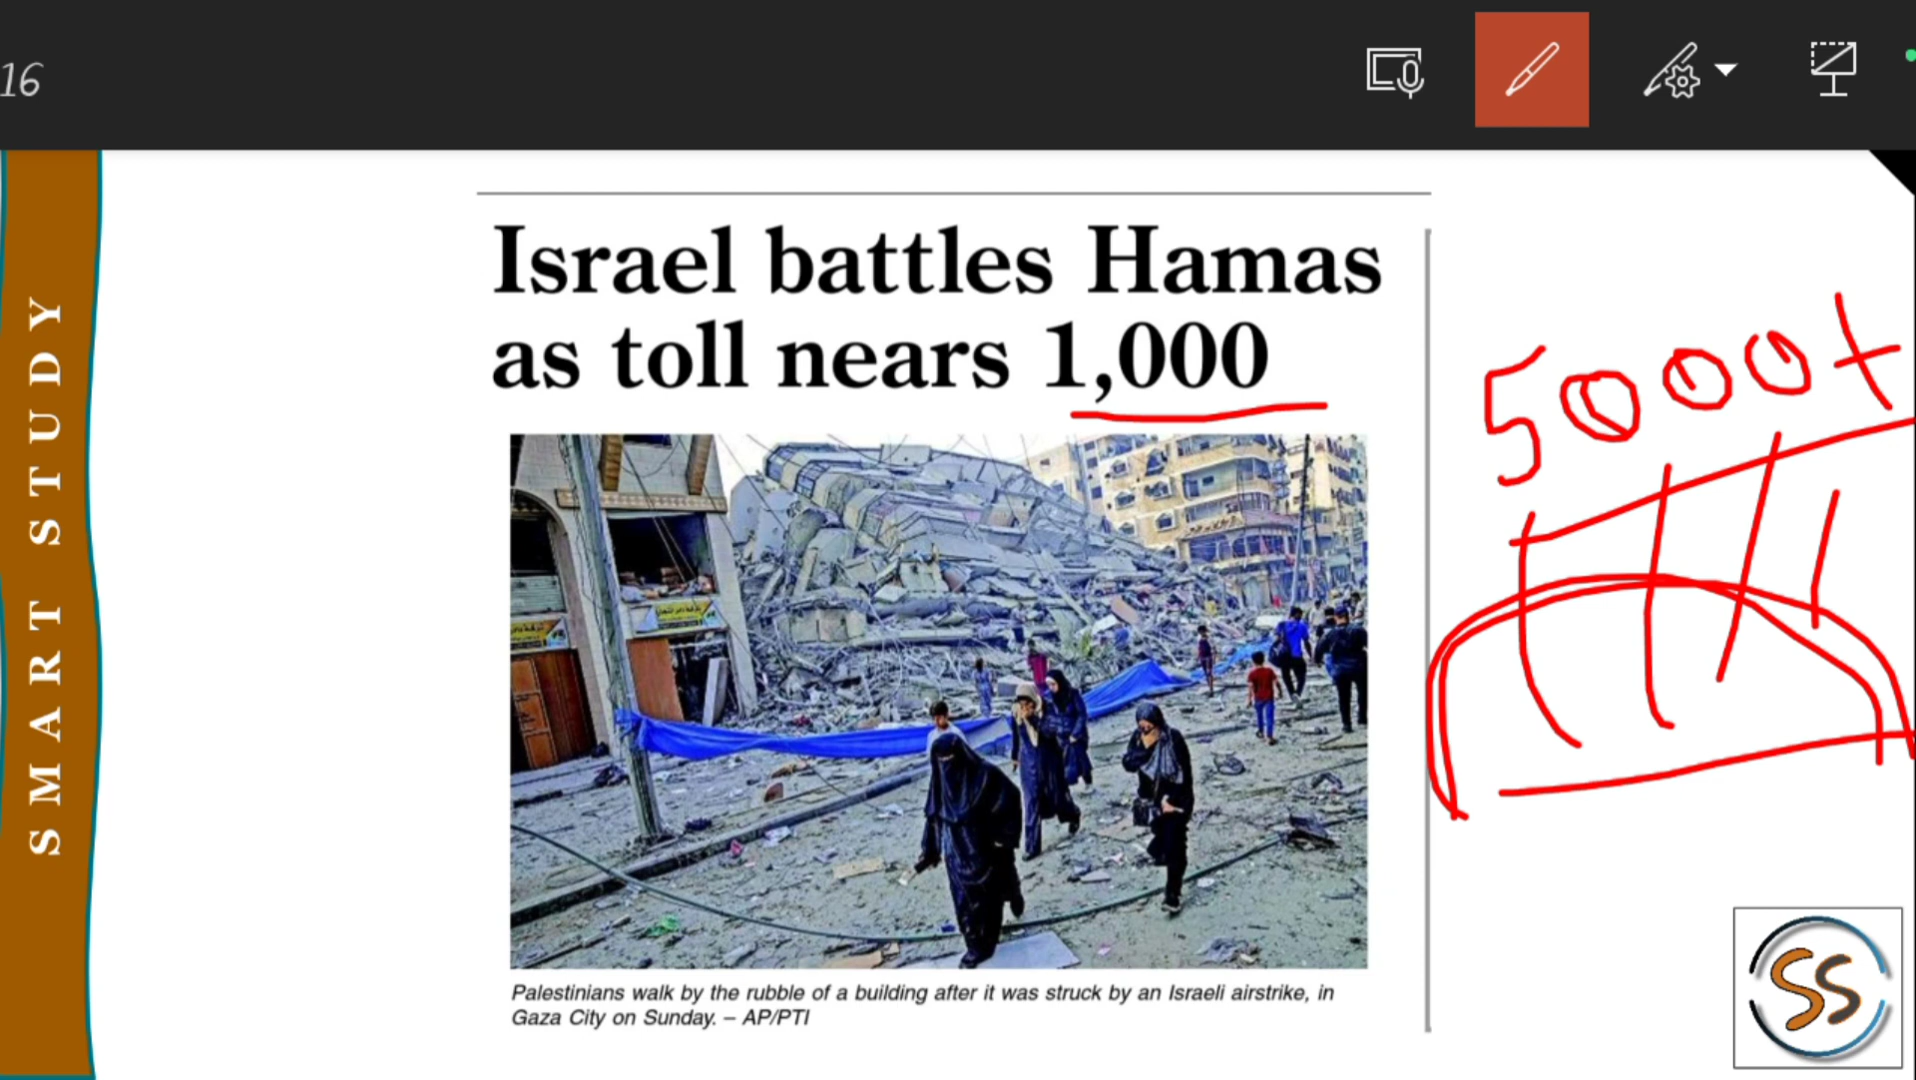 16
SMART STUDY
Israel battles Hamas
as toll nears 1,000
5000+
Palestinians walk by the rubble of a building after it was struck by an Israeli airstrike, in
Gaza City on Sunday. – AP/PTI
SS